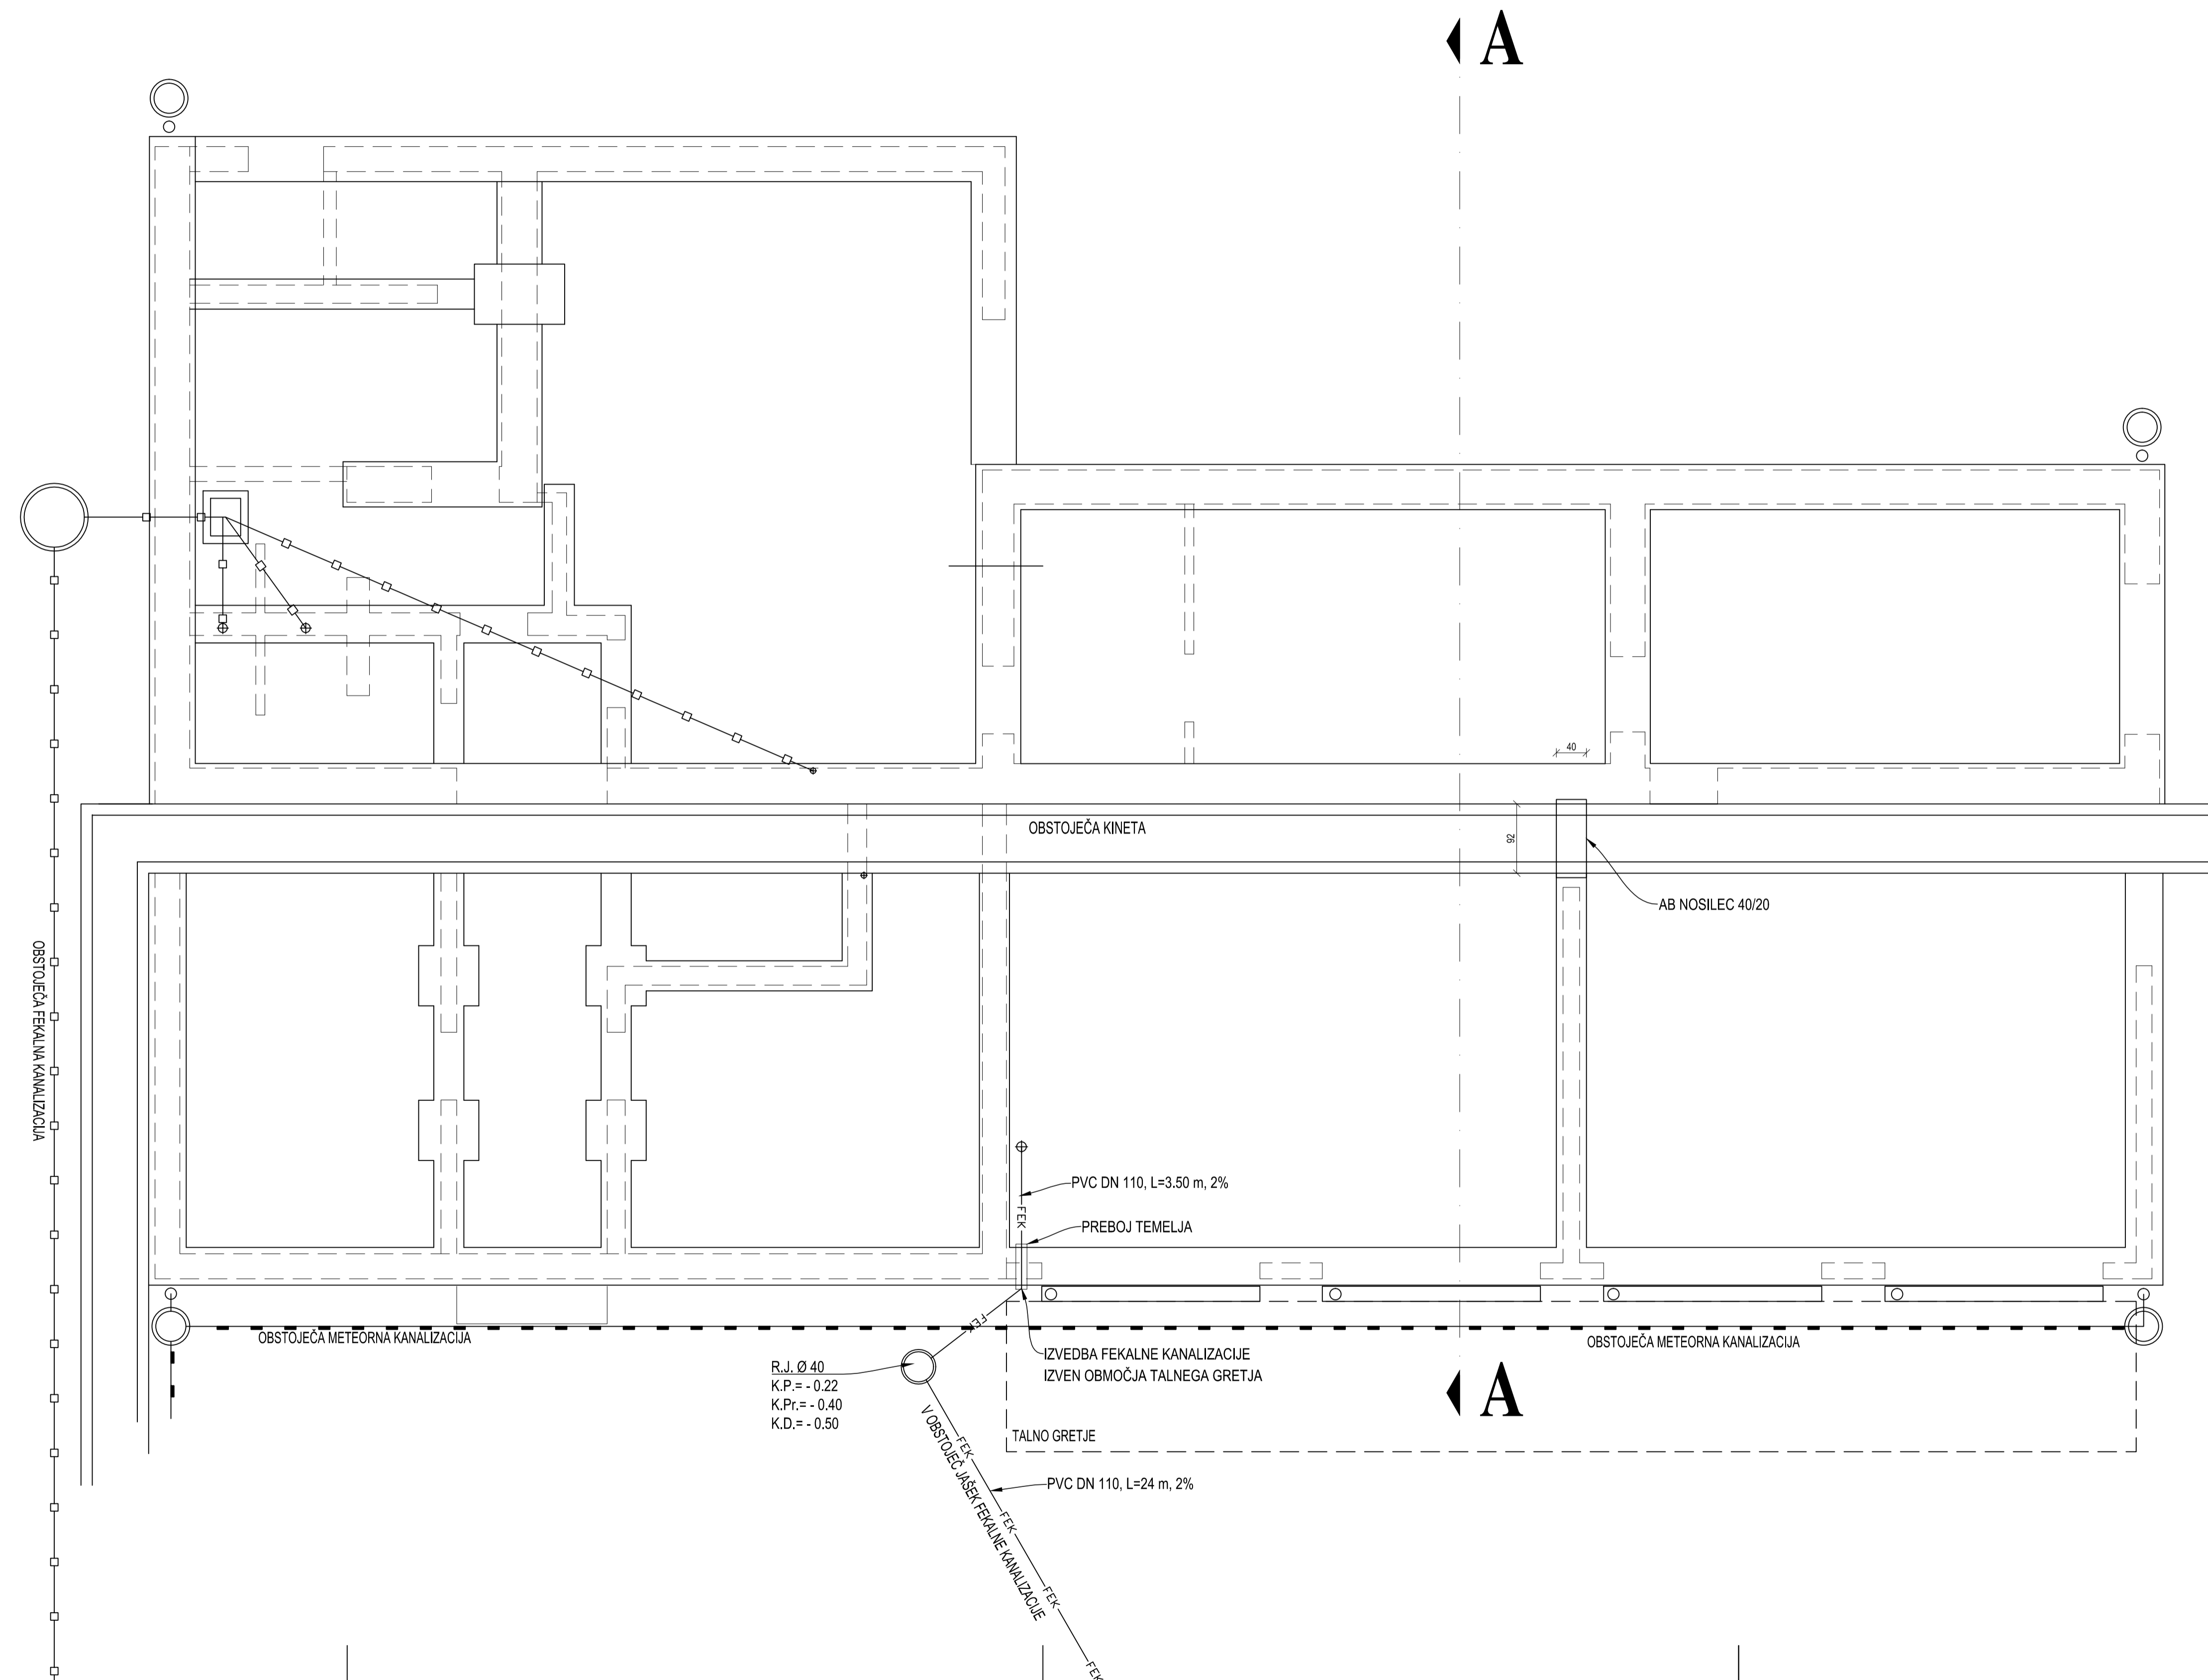 A
40
OBSTOJEČA KINETA
92
AB NOSILEC 40/20
OBSTOJEČA FEKALNA KANALIZACIJA
PVC DN 110, L=3.50 m, 2%
FEK
PREBOJ TEMELJA
FEK
OBSTOJEČA METEORNA KANALIZACIJA
OBSTOJEČA METEORNA KANALIZACIJA
IZVEDBA FEKALNE KANALIZACIJE
IZVEN OBMOČJA TALNEGA GRETJA
R.J. Ø 40
K.P.= - 0.22
K.Pr.= - 0.40
K.D.= - 0.50
A
TALNO GRETJE
FEK
V OBSTOJEČ JAŠEK FEKALNE KANALIZACIJE
PVC DN 110, L=24 m, 2%
FEK
FEK
FEK